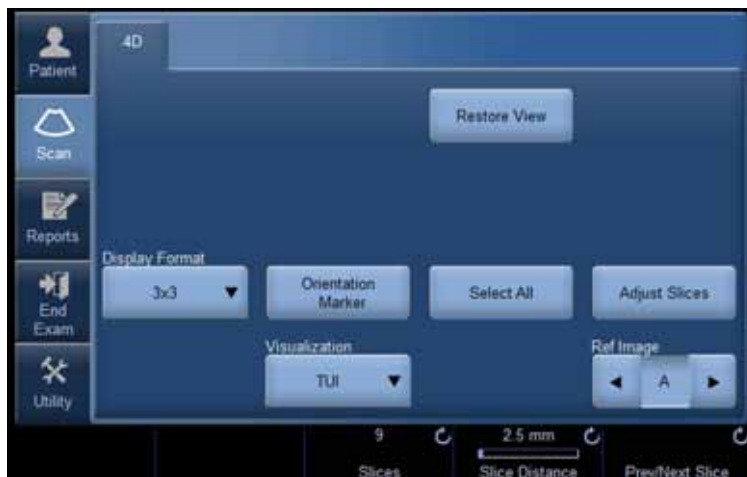 Patient
4D
Restore View
Scan
Reports
Display Format
3x3
Orientation
Marker
Select All
Adjust Slices
End
Exam
Visualization
Ref Image
TUI
A
Utility
9
2.5 mm
Slices
Slice Distance
Prev/Next Slice